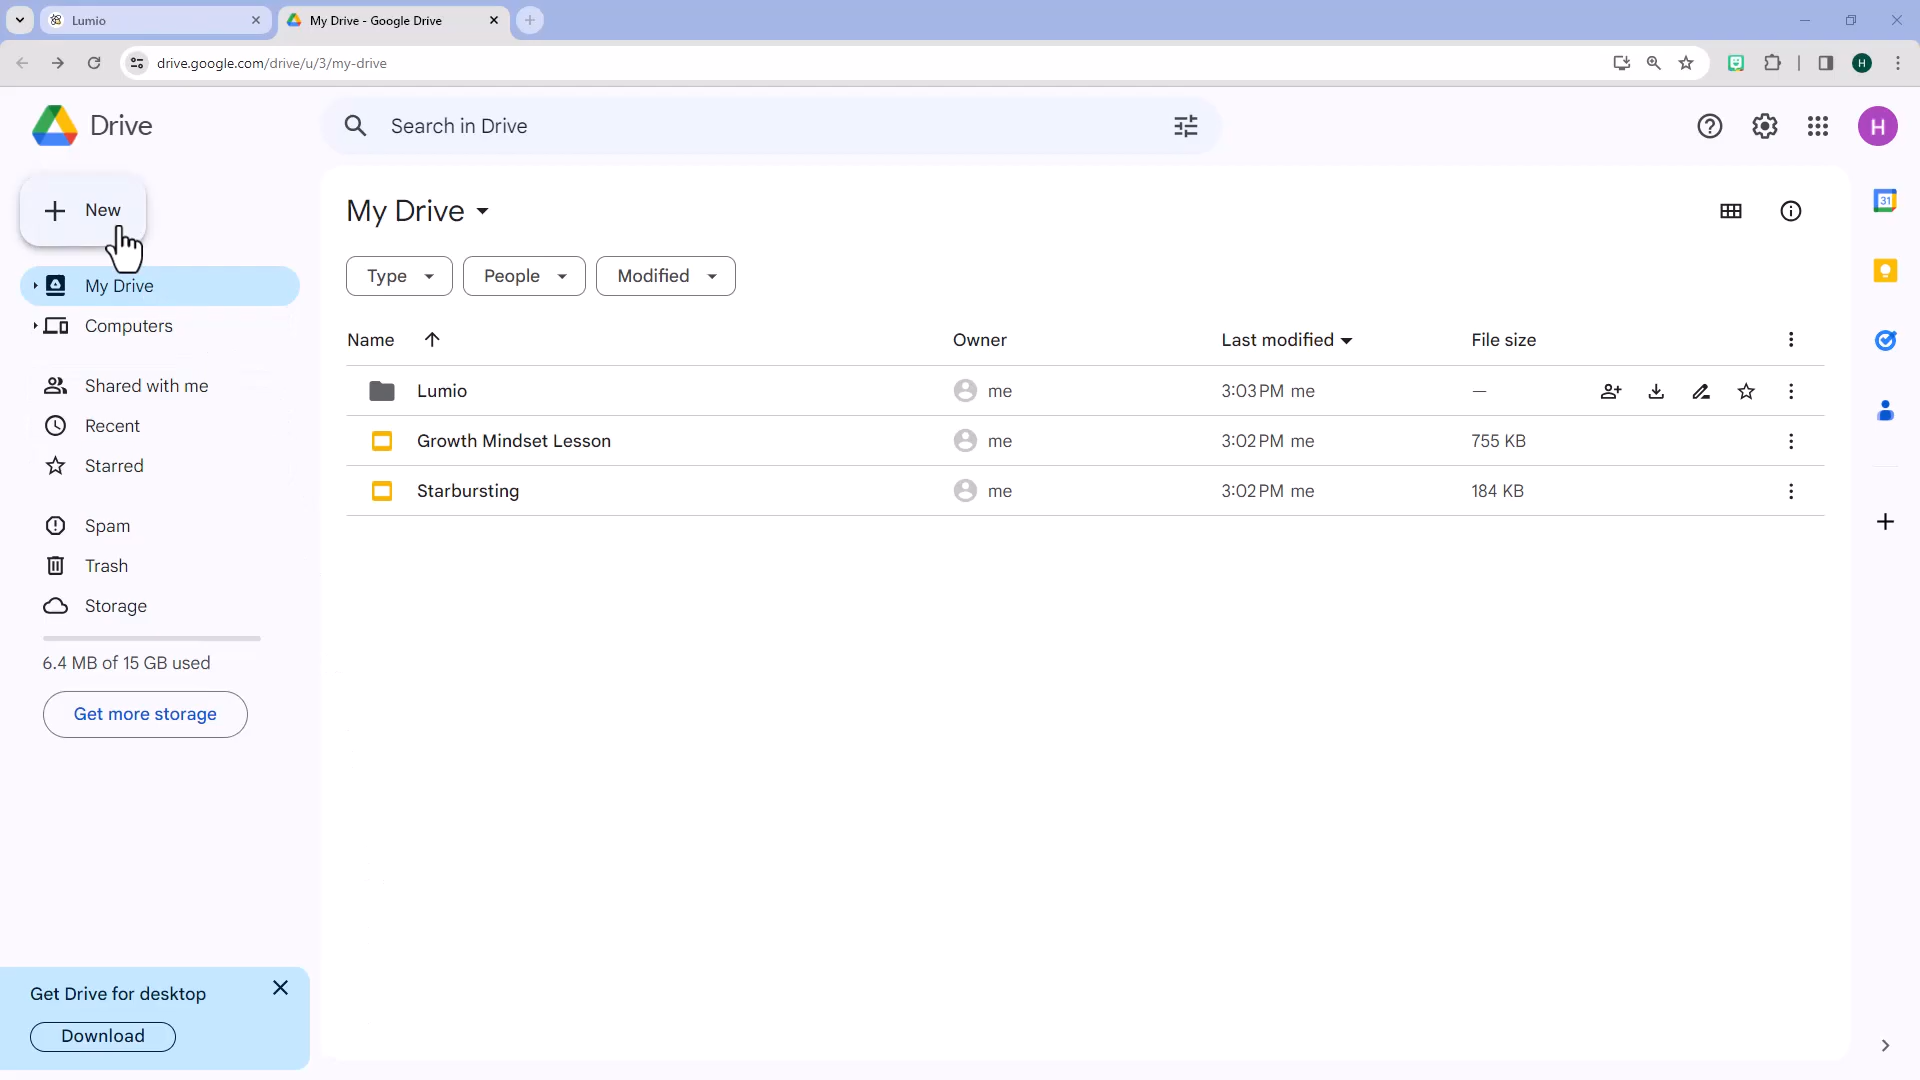 Lumio
My Drive - Google Drive
drive.google.com/drive/u/3/my-drive
H
Drive
Search in Drive
H
New
My Drive
31
My Drive
Type
People
Modified
Computers
Name
Owner
Last modified
File size
Shared with me
Lumio
me
3:03 PM me
—
Recent
Growth Mindset Lesson
me
3:02 PM me
755 KB
Starred
Starbursting
me
3:02 PM me
184 KB
Spam
Trash
Storage
6.4 MB of 15 GB used
Get more storage
Get Drive for desktop
Download